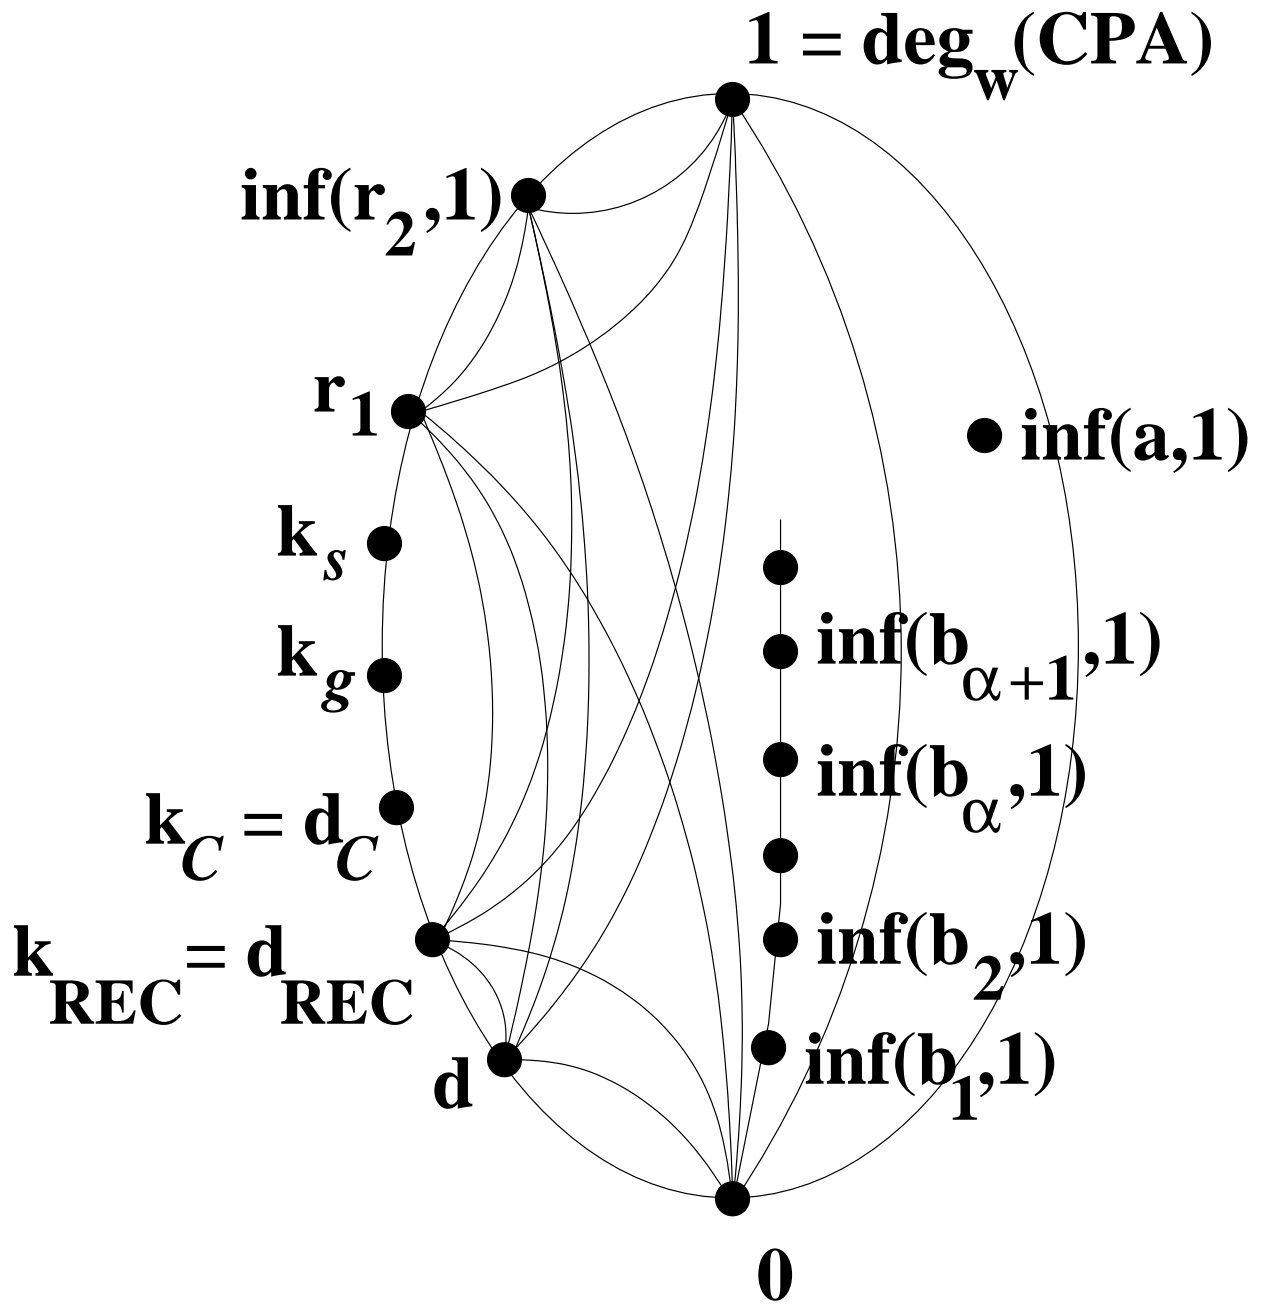 1 = deg_w(CPA)
inf(r_2,1)
r_1
inf(a,1)
k_s
inf(b_{α+1},1)
k_g
inf(b_α,1)
k_C = d_C
inf(b_2,1)
k_REC = d_REC
inf(b_1,1)
d
0